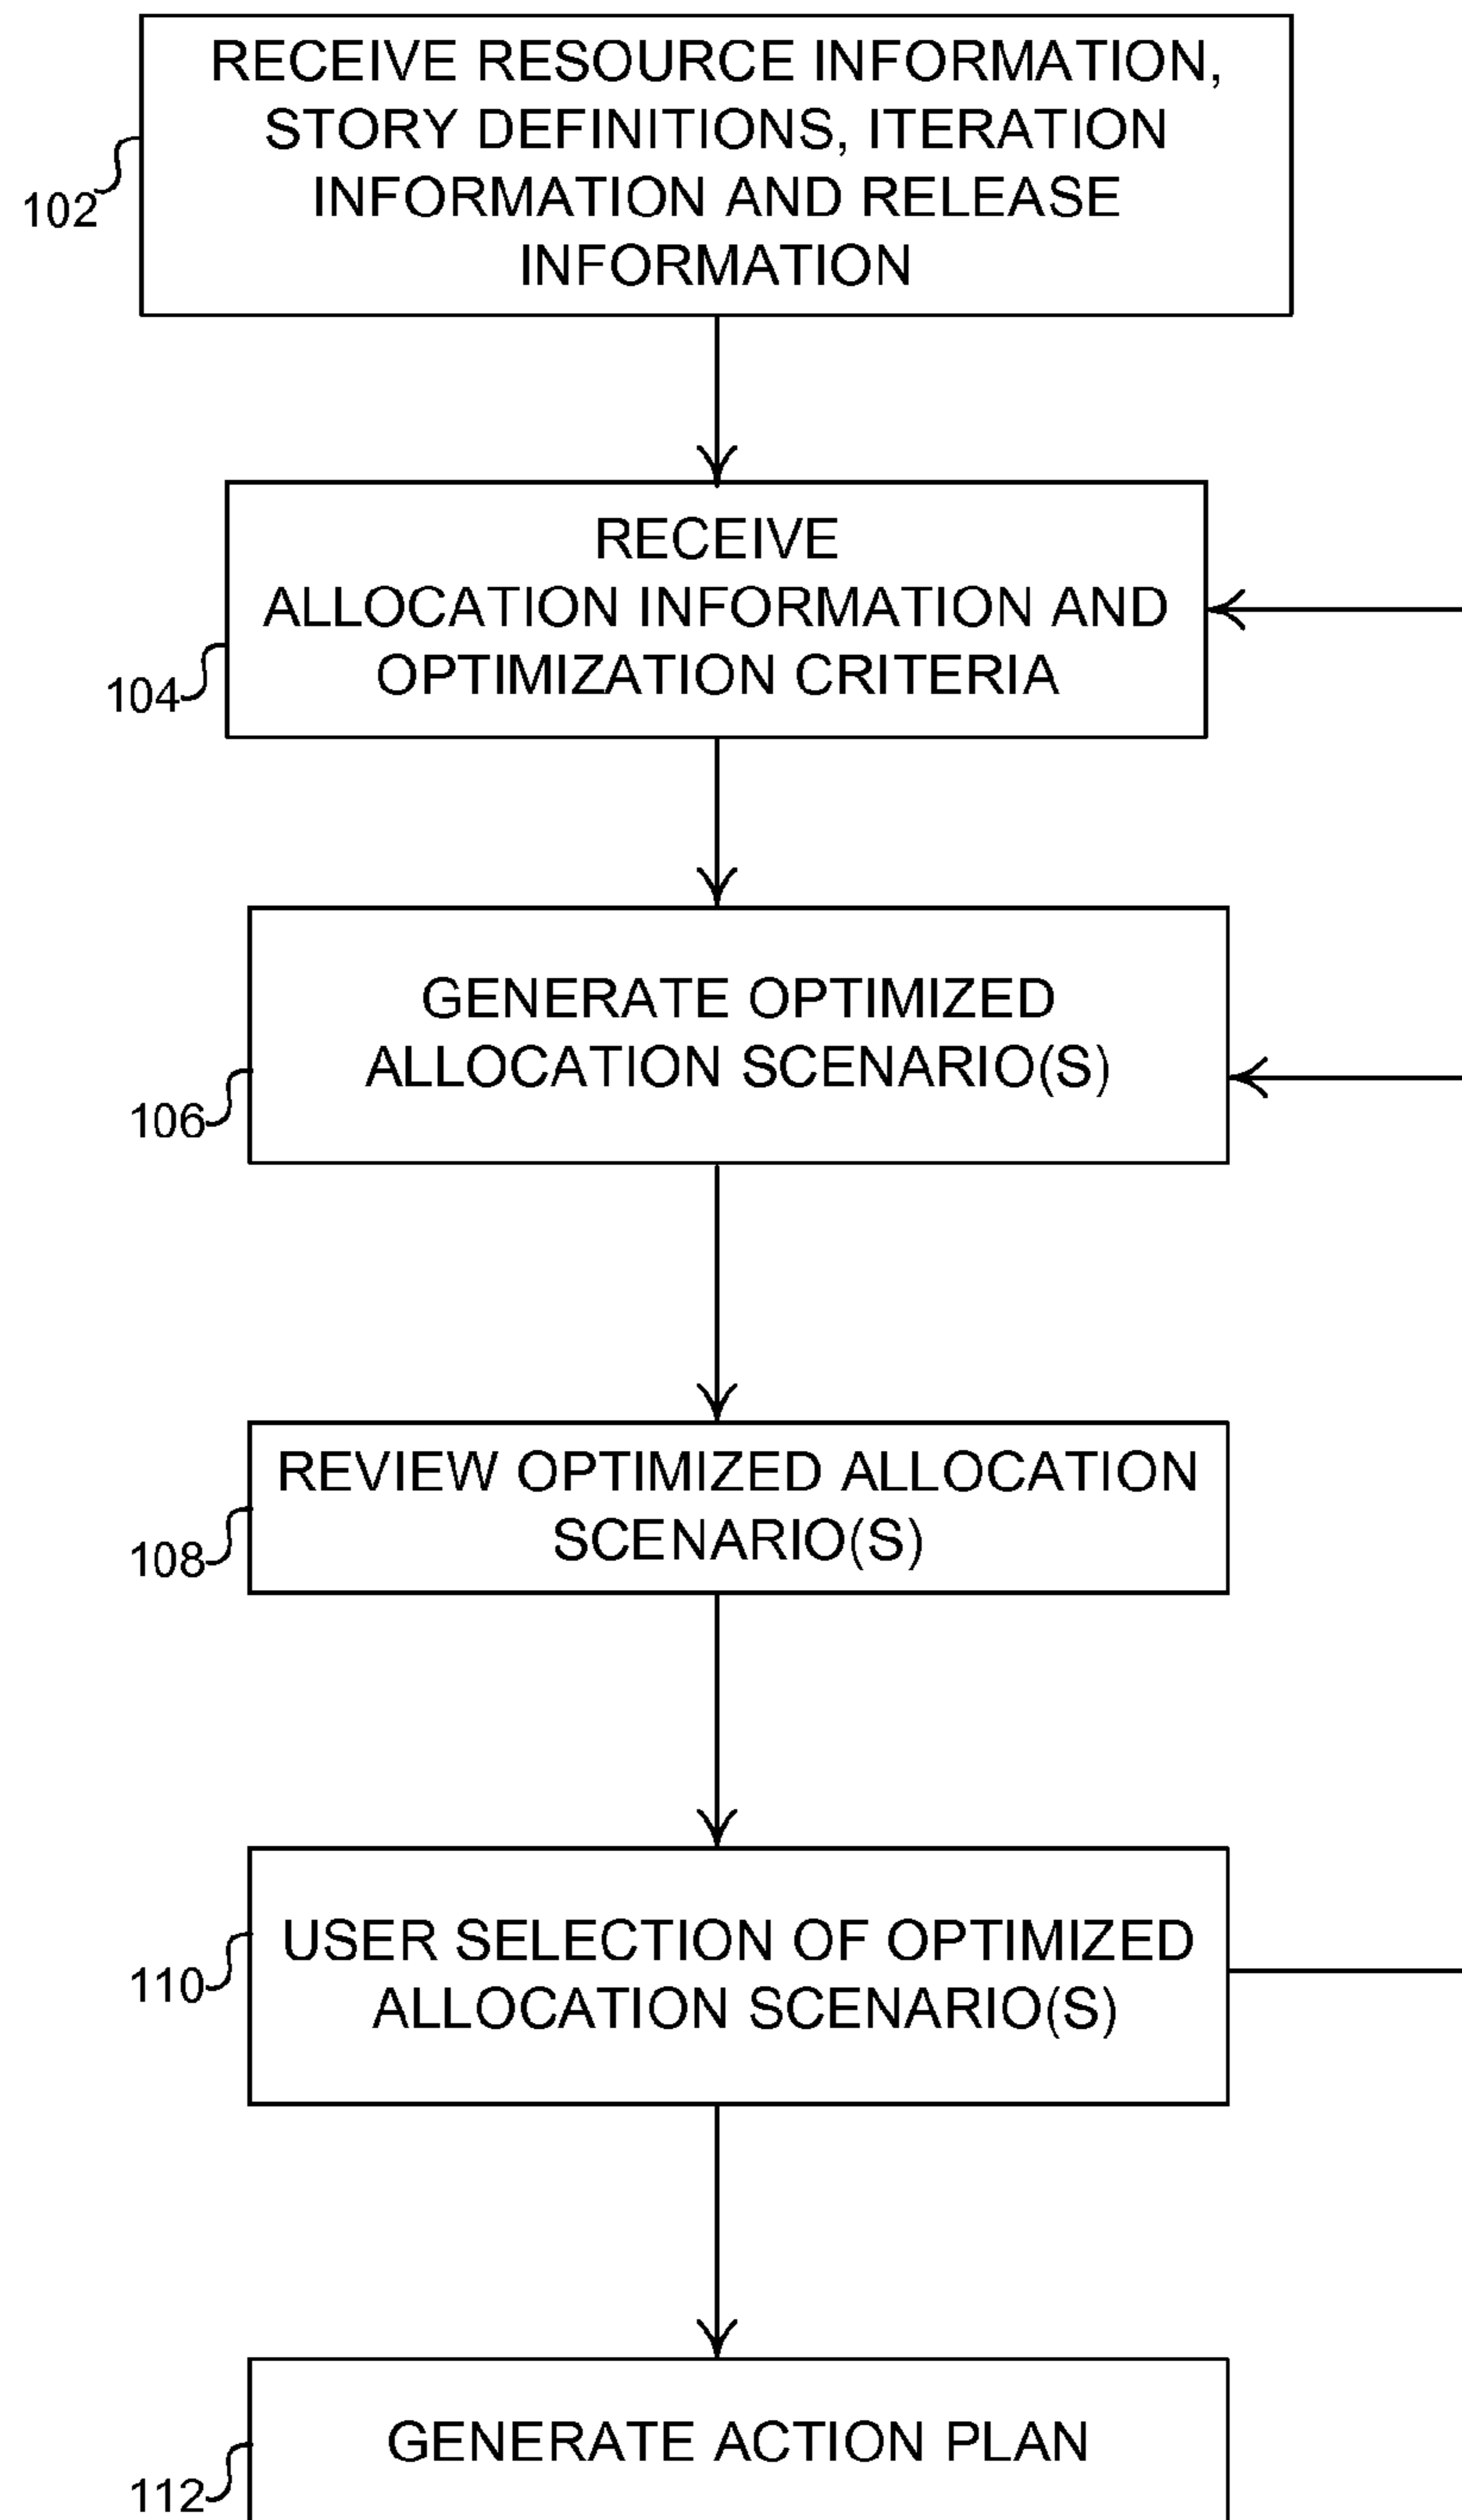 RECEIVE RESOURCE INFORMATION,
STORY DEFINITIONS, ITERATION
INFORMATION AND RELEASE
INFORMATION
102
RECEIVE
ALLOCATION INFORMATION AND
OPTIMIZATION CRITERIA
104
GENERATE OPTIMIZED
ALLOCATION SCENARIO(S)
106
REVIEW OPTIMIZED ALLOCATION
SCENARIO(S)
108
USER SELECTION OF OPTIMIZED
ALLOCATION SCENARIO(S)
110
GENERATE ACTION PLAN
112